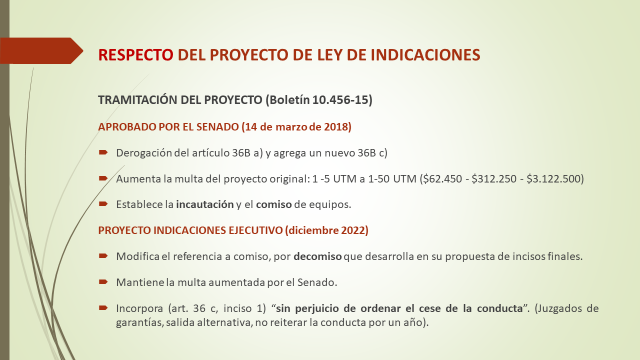 RESPECTO DEL PROYECTO DE LEY DE INDICACIONES
TRAMITACIÓN DEL PROYECTO (Boletín 10.456-15)
APROBADO POR EL SENADO (14 de marzo de 2018)
Derogación del artículo 36B a) y agrega un nuevo 36B c)
Aumenta la multa del proyecto original: 1 -5 UTM a 1-50 UTM ($62.450 - $312.250 - $3.122.500)
Establece la incautación y el comiso de equipos.
PROYECTO INDICACIONES EJECUTIVO (diciembre 2022)
Modifica el referencia a comiso, por decomiso que desarrolla en su propuesta de incisos finales.
Mantiene la multa aumentada por el Senado.
Incorpora (art. 36 c, inciso 1) “sin perjuicio de ordenar el cese de la conducta”. (Juzgados de
garantías, salida alternativa, no reiterar la conducta por un año).